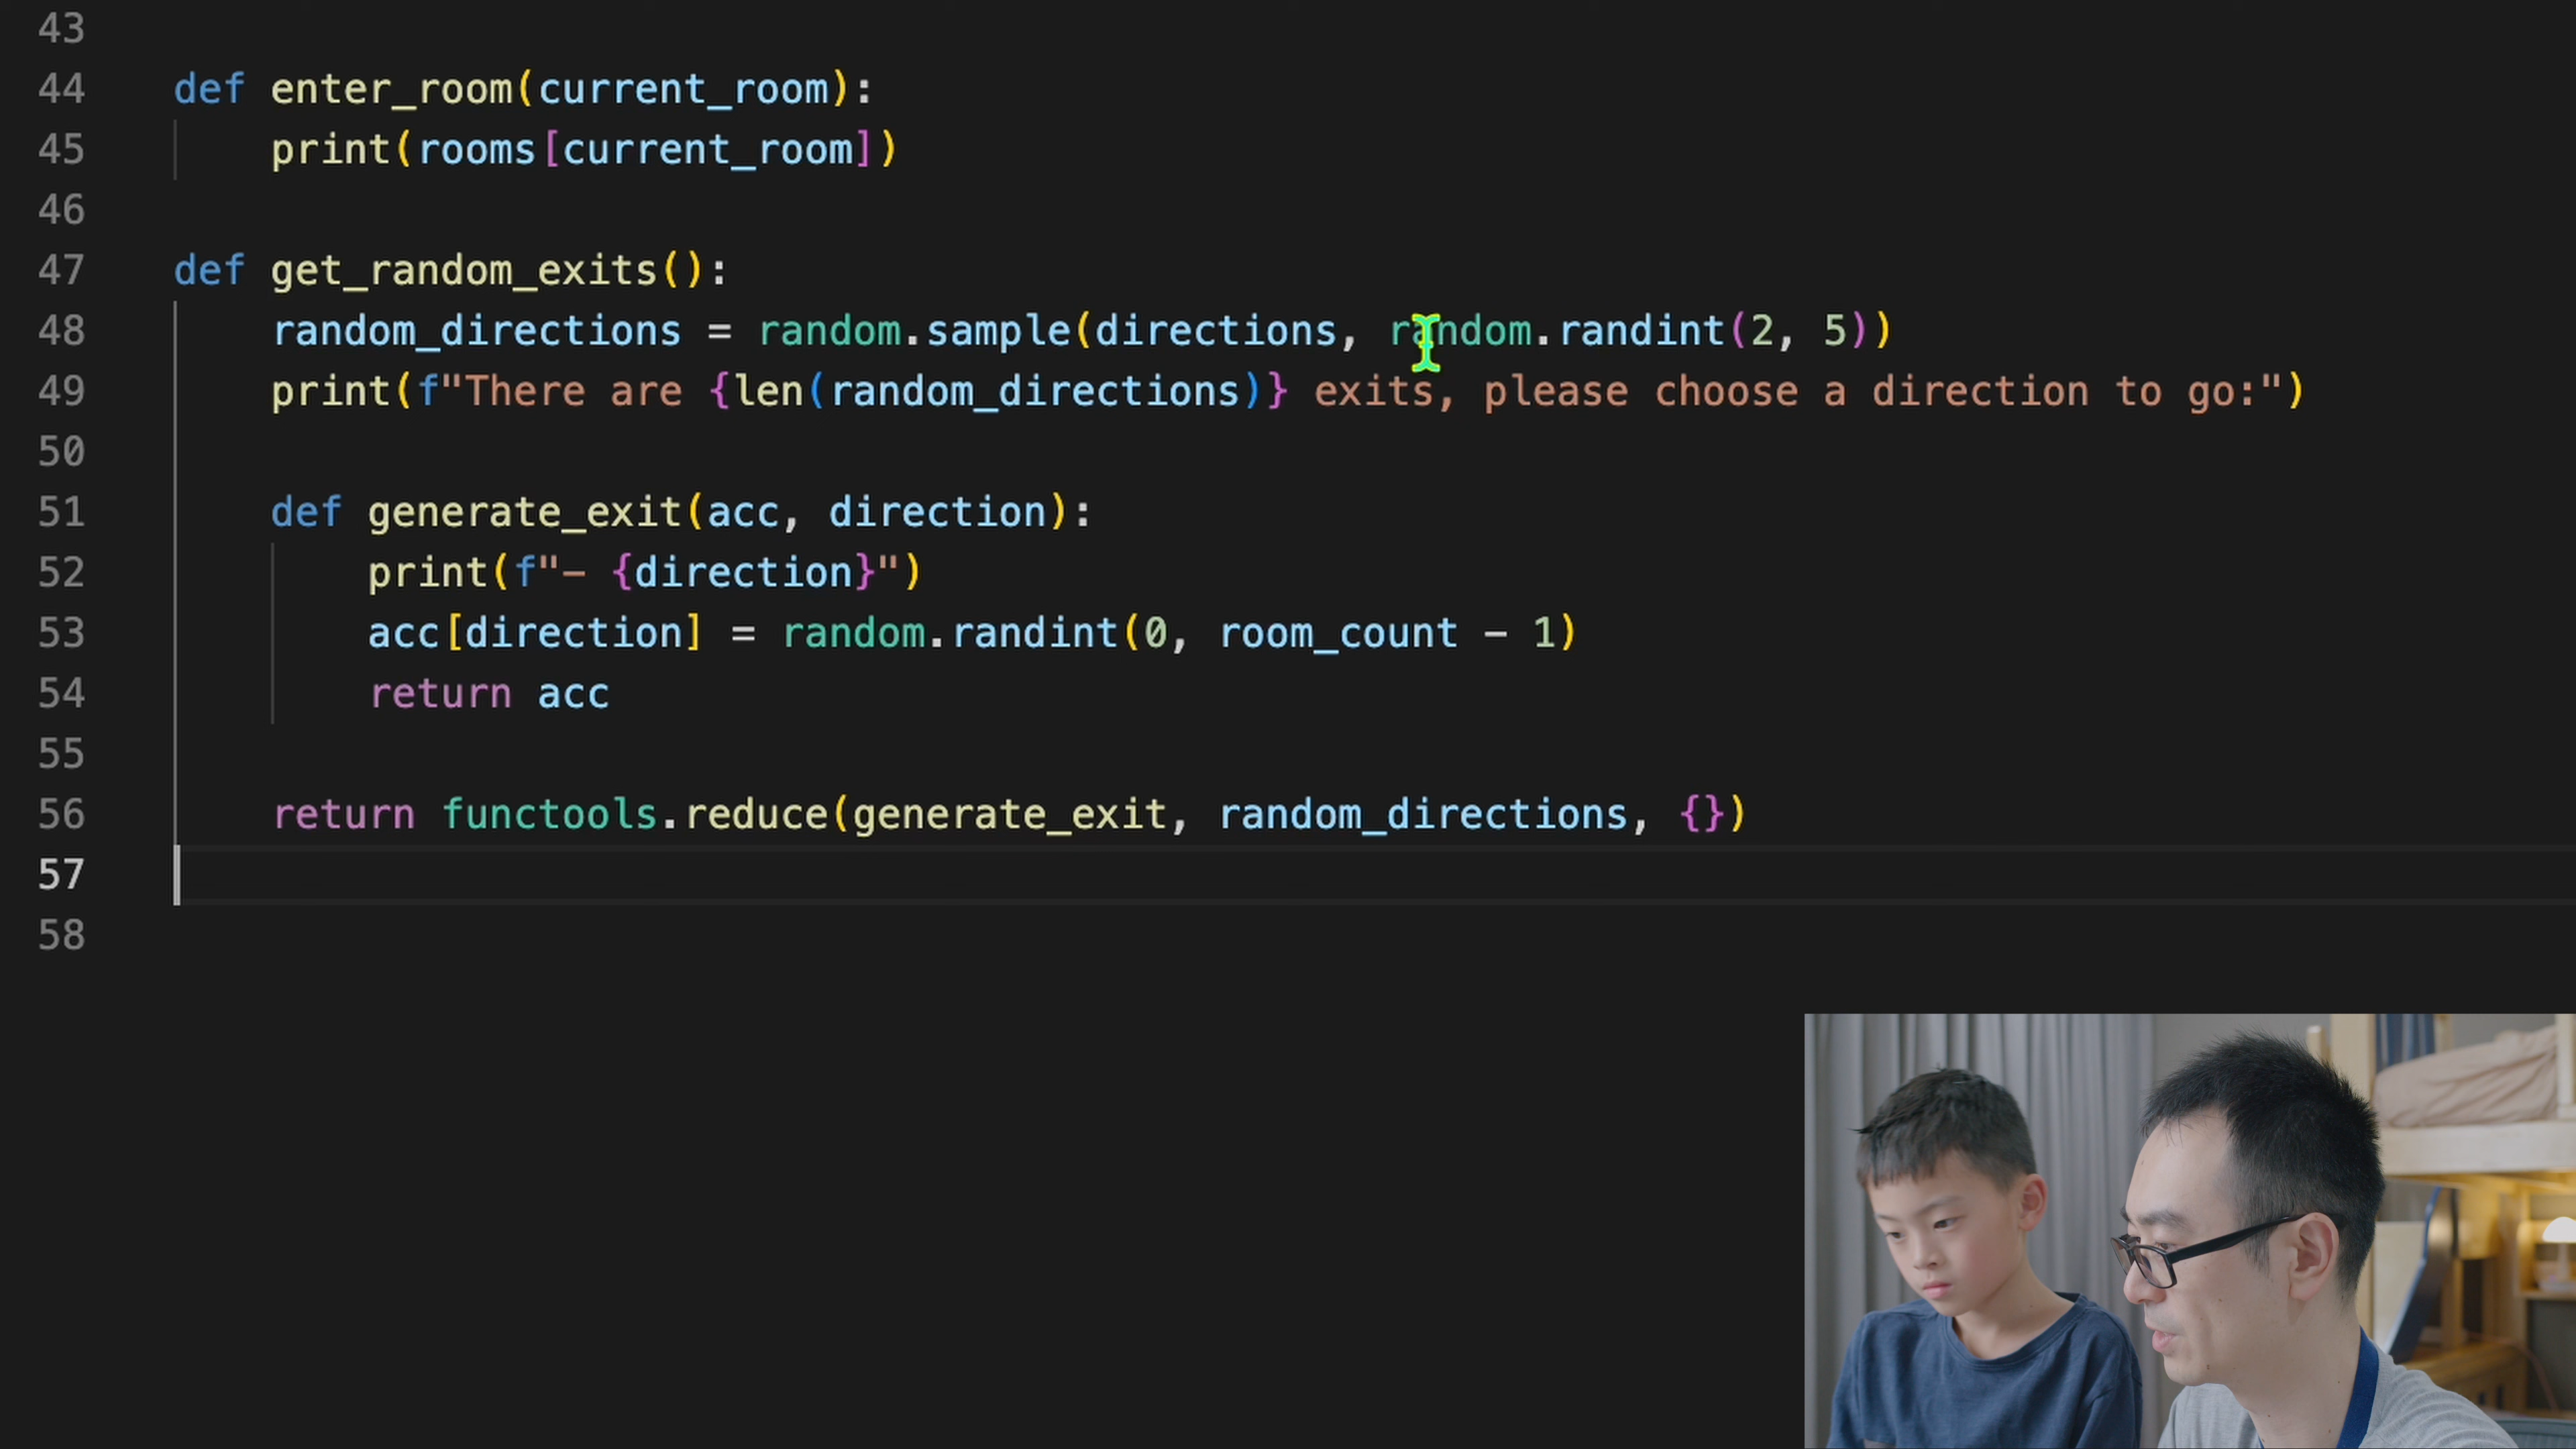 43
44 def enter_room(current_room):
45 print(rooms[current_room])
46
47 def get_random_exits():
48 random_directions = random.sample(directions, random.randint(2, 5))
49 print(f"There are {len(random_directions)} exits, please choose a direction to go:")
50
51 def generate_exit(acc, direction):
52 print(f"- {direction}")
53 acc[direction] = random.randint(0, room_count - 1)
54 return acc
55
56 return functools.reduce(generate_exit, random_directions, {})
57
58